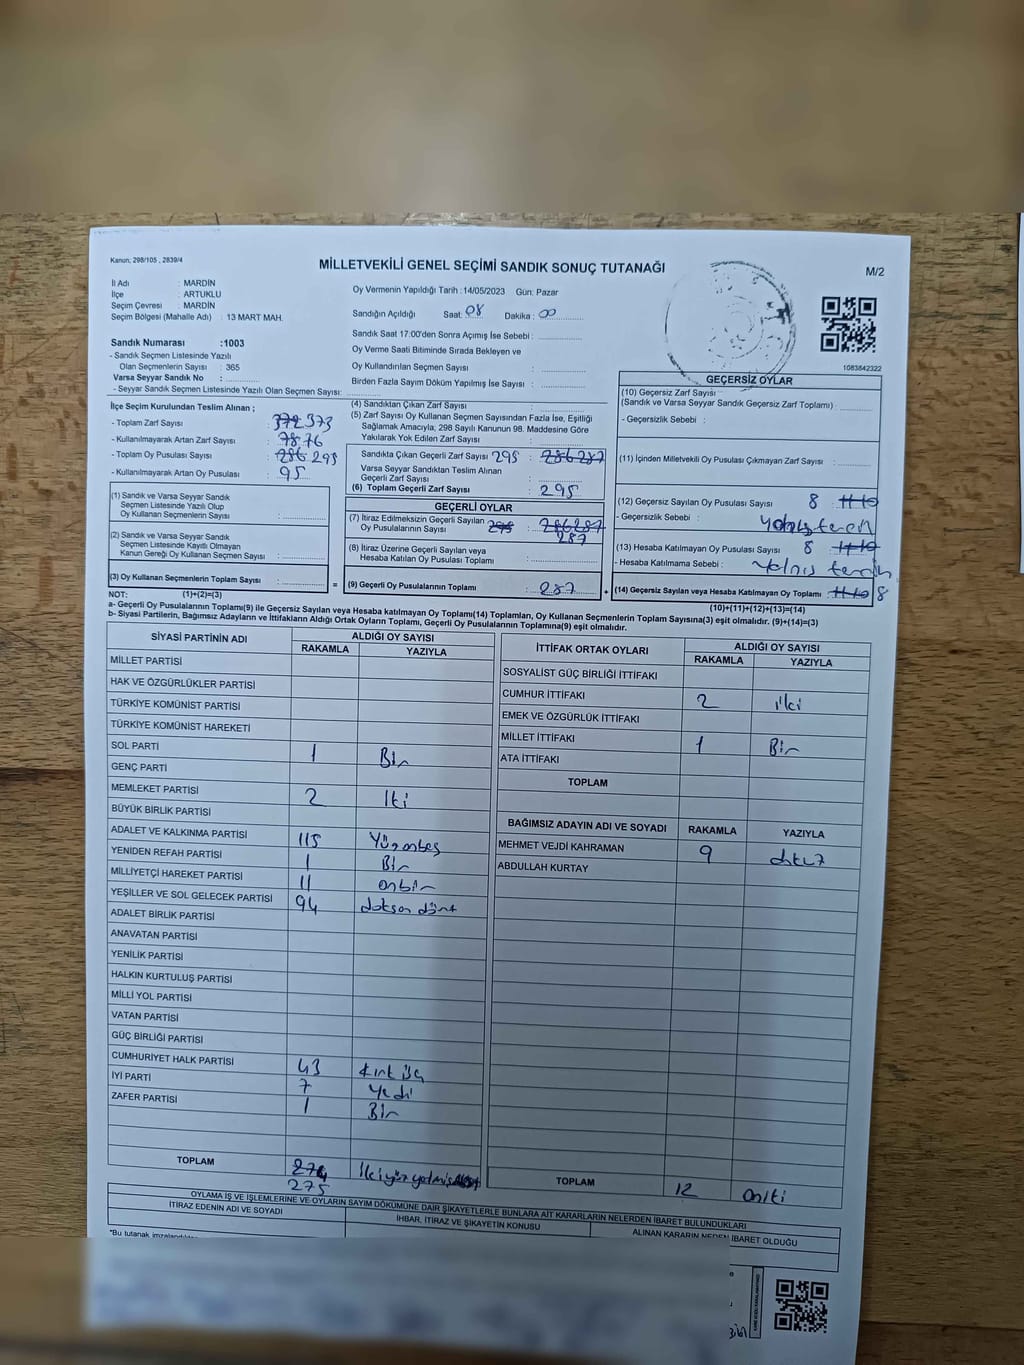 Kanun; 298/105 , 2839/4
MİLLETVEKİLİ GENEL SEÇİMİ SANDIK SONUÇ TUTANAĞI
M/2
İl Adı : MARDİN
İlçe : ARTUKLU
Seçim Çevresi : MARDİN
Seçim Bölgesi (Mahalle Adı) : 13 MART MAH.
Sandık Numarası :1003
- Sandık Seçmen Listesinde Yazılı
Olan Seçmenlerin Sayısı : 365
Varsa Seyyar Sandık No :
- Seyyar Sandık Seçmen Listesinde Yazılı Olan Seçmen Sayısı:
Oy Vermenin Yapıldığı Tarih :14/05/2023 Gün: Pazar
Sandığın Açıldığı Saat: 08 Dakika : 00
Sandık Saat 17:00'den Sonra Açımış İse Sebebi :
Oy Verme Saati Bitiminde Sırada Bekleyen ve
Oy Kullandırılan Seçmen Sayısı :
Birden Fazla Sayım Döküm Yapılmış İse Sayısı :
1083842322
İlçe Seçim Kurulundan Teslim Alınan ;
- Toplam Zarf Sayısı : 372 373
- Kullanılmayarak Artan Zarf Sayısı : 78 76
- Toplam Oy Pusulası : 286 295
- Kullanılmayarak Artan Oy Pusulası : 95
(1) Sandık ve Varsa Seyyar Sandık
Seçmen Listesinde Yazılı Olup
Oy Kullanan Seçmenlerin Sayısı :
(2) Sandık ve Varsa Seyyar Sandık
Seçmen Listesinde Kayıtlı Olmayan
Kanun Gereği Oy Kullanan Seçmen Sayısı :
(3) Oy Kullanan Seçmenlerin Toplam Sayısı :
(4) Sandıktan Çıkan Zarf Sayısı :
(5) Zarf Sayısı Oy Kullanan Seçmen Sayısından Fazla İse, Eşitliği
Sağlamak Amacıyla, 298 Sayılı Kanunun 98. Maddesine Göre
Yakılarak Yok Edilen Zarf Sayısı :
Sandıkta Çıkan Geçerli Zarf Sayısı 295 : 286 287
Varsa Seyyar Sandıktan Teslim Alınan
Geçerli Zarf Sayısı :
(6) Toplam Geçerli Zarf Sayısı : 295
GEÇERLİ OYLAR
(7) İtiraz Edilmeksizin Geçerli Sayılan
Oy Pusulalarının Sayısı 295 : 286 287
287
(8) İtiraz Üzerine Geçerli Sayılan veya
Hesaba Katılan Oy Pusulası Toplamı :
= (9) Geçerli Oy Pusulalarının Toplamı : 287 +
GEÇERSİZ OYLAR
(10) Geçersiz Zarf Sayısı
(Sandık ve Varsa Seyyar Sandık Geçersiz Zarf Toplamı) :
- Geçersizlik Sebebi :
(11) İçinden Milletvekili Oy Pusulası Çıkmayan Zarf Sayısı :
(12) Geçersiz Sayılan Oy Pusulası Sayısı 8
- Geçersizlik Sebebi : Yalnış tercih
(13) Hesaba Katılmayan Oy Pusulası Sayısı 8
- Hesaba Katılmama Sebebi : Yalnış tercih
(14) Geçersiz Sayılan veya Hesaba Katılmayan Oy Toplamı 8
NOT: (1)+(2)=(3) (10)+(11)+(12)+(13)=(14)
a- Geçerli Oy Pusulalarının Toplamı(9) ile Geçersiz Sayılan veya Hesaba katılmayan Oy Toplamı(14) Toplamları, Oy Kullanan Seçmenlerin Toplam Sayısına(3) eşit olmalıdır. (9)+(14)=(3)
b- Siyasi Partilerin, Bağımsız Adayların ve İttifakların Aldığı Ortak Oyların Toplamı, Geçerli Oy Pusulalarının Toplamına(9) eşit olmalıdır.
SİYASİ PARTİNİN ADI ALDIĞI OY SAYISI
RAKAMLA YAZIYLA
MİLLET PARTİSİ
HAK VE ÖZGÜRLÜKLER PARTİSİ
TÜRKİYE KOMÜNİST PARTİSİ
TÜRKİYE KOMÜNİST HAREKETİ
SOL PARTİ 1 Bir
GENÇ PARTİ
MEMLEKET PARTİSİ 2 İki
BÜYÜK BİRLİK PARTİSİ
ADALET VE KALKINMA PARTİSİ 115 Yüzonbeş
YENİDEN REFAH PARTİSİ 1 Bir
MİLLİYETÇİ HAREKET PARTİSİ 11 onbir
YEŞİLLER VE SOL GELECEK PARTİSİ 94 doksan dört
ADALET BİRLİK PARTİSİ
ANAVATAN PARTİSİ
YENİLİK PARTİSİ
HALKIN KURTULUŞ PARTİSİ
MİLLİ YOL PARTİSİ
VATAN PARTİSİ
GÜÇ BİRLİĞİ PARTİSİ
CUMHURİYET HALK PARTİSİ 43 Kırk üç
İYİ PARTİ 7 Yedi
ZAFER PARTİSİ 1 Bir
TOPLAM 274 İkiyüz yetmiş
275
İTTİFAK ORTAK OYLARI ALDIĞI OY SAYISI
RAKAMLA YAZIYLA
SOSYALİST GÜÇ BİRLİĞİ İTTİFAKI
CUMHUR İTTİFAKI 2 iki
EMEK VE ÖZGÜRLÜK İTTİFAKI
MİLLET İTTİFAKI 1 Bir
ATA İTTİFAKI
TOPLAM
BAĞIMSIZ ADAYIN ADI VE SOYADI RAKAMLA YAZIYLA
MEHMET VEJDİ KAHRAMAN 9 dokuz
ABDULLAH KURTAY
TOPLAM 12 Oniki
OYLAMA İŞ VE İŞLEMLERİNE VE OYLARIN SAYIM DÖKÜMÜNE DAİR ŞİKAYETLERLE BUNLARA AİT KARARLARIN NELERDEN İBARET BULUNDUKLARI
İTİRAZ EDENİN ADI VE SOYADI İHBAR, İTİRAZ VE ŞİKAYETİN KONUSU ALINAN KARARIN NEDEN İBARET OLDUĞU
*Bu tutanak